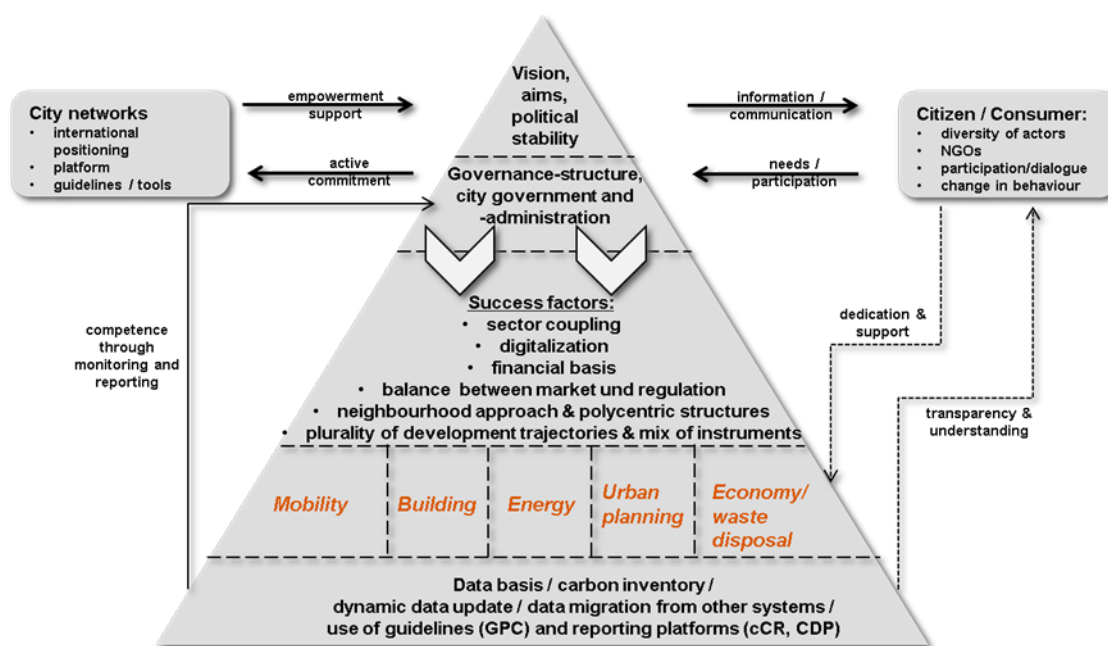 Vision,
aims,
political
stability
City networks
• international
positioning
• platform
• guidelines / tools
empowerment
support
active
commitment
information /
communication
needs /
participation
Citizen / Consumer:
• diversity of actors
• NGOs
• participation/dialogue
• change in behaviour
Governance-structure,
city government and
-administration
Success factors:
• sector coupling
• digitalization
• financial basis
• balance between market und regulation
• neighbourhood approach & polycentric structures
• plurality of development trajectories & mix of instruments
competence
through
monitoring and
reporting
dedication &
support
transparency &
understanding
Mobility
Building
Energy
Urban
planning
Economy/
waste
disposal
Data basis / carbon inventory /
dynamic data update / data migration from other systems /
use of guidelines (GPC) and reporting platforms (cCR, CDP)